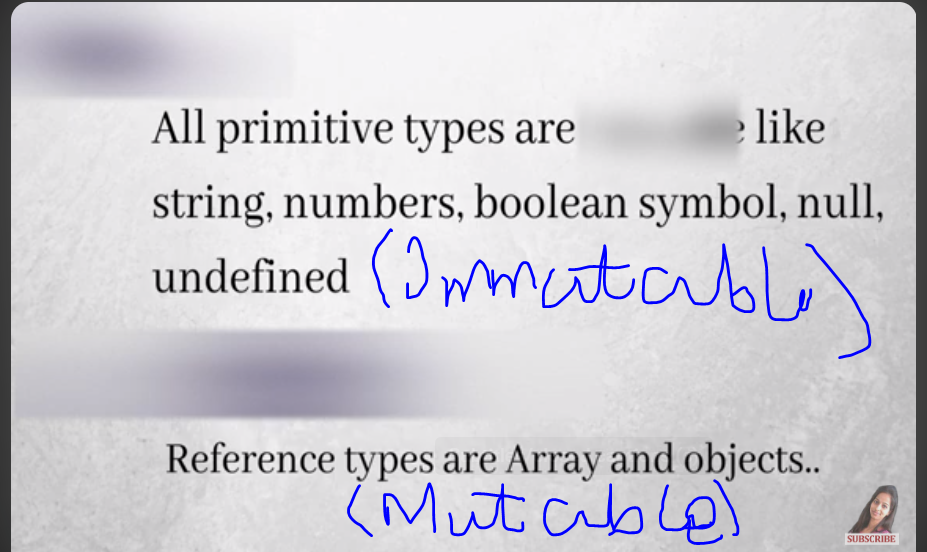 All primitive types are like
string, numbers, boolean symbol, null,
undefined (Immutable)
Reference types are Array and objects..
(Mutable)
SUBSCRIBE